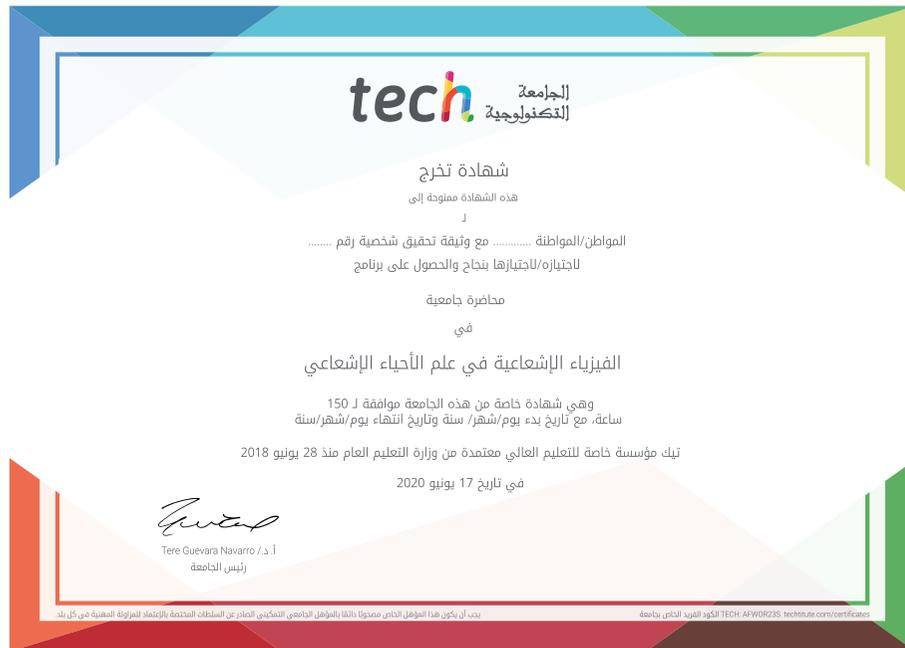 tech الجامعة
التكنولوجية
شهادة تخرج
هذه الشهادة ممنوحة إلى
لـ
المواطن/المواطنة ............ مع وثيقة تحقيق شخصية رقم ........
لاجتيازه/لاجتيازها بنجاح والحصول على برنامج
محاضرة جامعية
في
الفيزياء الإشعاعية في علم الأحياء الإشعاعي
وهي شهادة خاصة من هذه الجامعة موافقة لـ 150
ساعة، مع تاريخ بدء يوم/شهر/ سنة وتاريخ انتهاء يوم/شهر/سنة
تيك مؤسسة خاصة للتعليم العالي معتمدة من وزارة التعليم العام منذ 28 يونيو 2018
في تاريخ 17 يونيو 2020
أ.د./ Tere Guevara Navarro
رئيس الجامعة
يجب أن يكون هذا المؤهل الخاص مصحوبًا دائمًا بالمؤهل الجامعي التمكيني الصادر عن السلطات المختصة بالإعتماد للمزاولة المهنية في كل بلد.
الكود الفريد الخاص بجامعة TECH: AFWOR23S techtitute.com/certificates